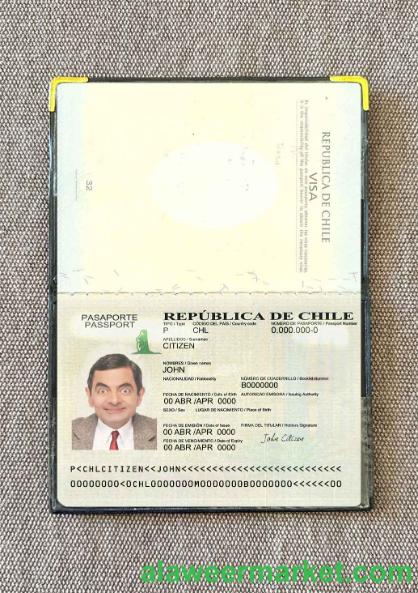 REPUBLICA DE CHILE
VISA
32
PASAPORTE
PASSPORT
REPÚBLICA DE CHILE
TIPO / Type CODIGO DEL PAÍS / Country code NÚMERO DE PASAPORTE / Passport Number
P CHL 0.000.000-0
APELLIDO / Surname
CITIZEN
NOMBRES / Given names
JOHN
NACIONALIDAD / Nationality NÚMERO DE CUADERNILLO / Booklet Number
B0000000
FECHA DE NACIMIENTO / Date of Birth AUTORIDAD EMISORA / Issuing Authority
00 ABR /APR 0000
SEXO / Sex LUGAR DE NACIMIENTO / Place of Birth
FECHA DE EMISIÓN / Date of Issue FIRMA DEL TITULAR / Holders Signature
00 ABR /APR 0000
John Citizen
FECHA DE VENCIMIENTO / Date of Expiry
00 ABR /APR 0000
P<CHLCITIZEN<<JOHN<<<<<<<<<<<<<<<<<<<<<<<<<<
00000000<0CHL0000000M0000000B0000000<<<<<<00
alaweermarket.com